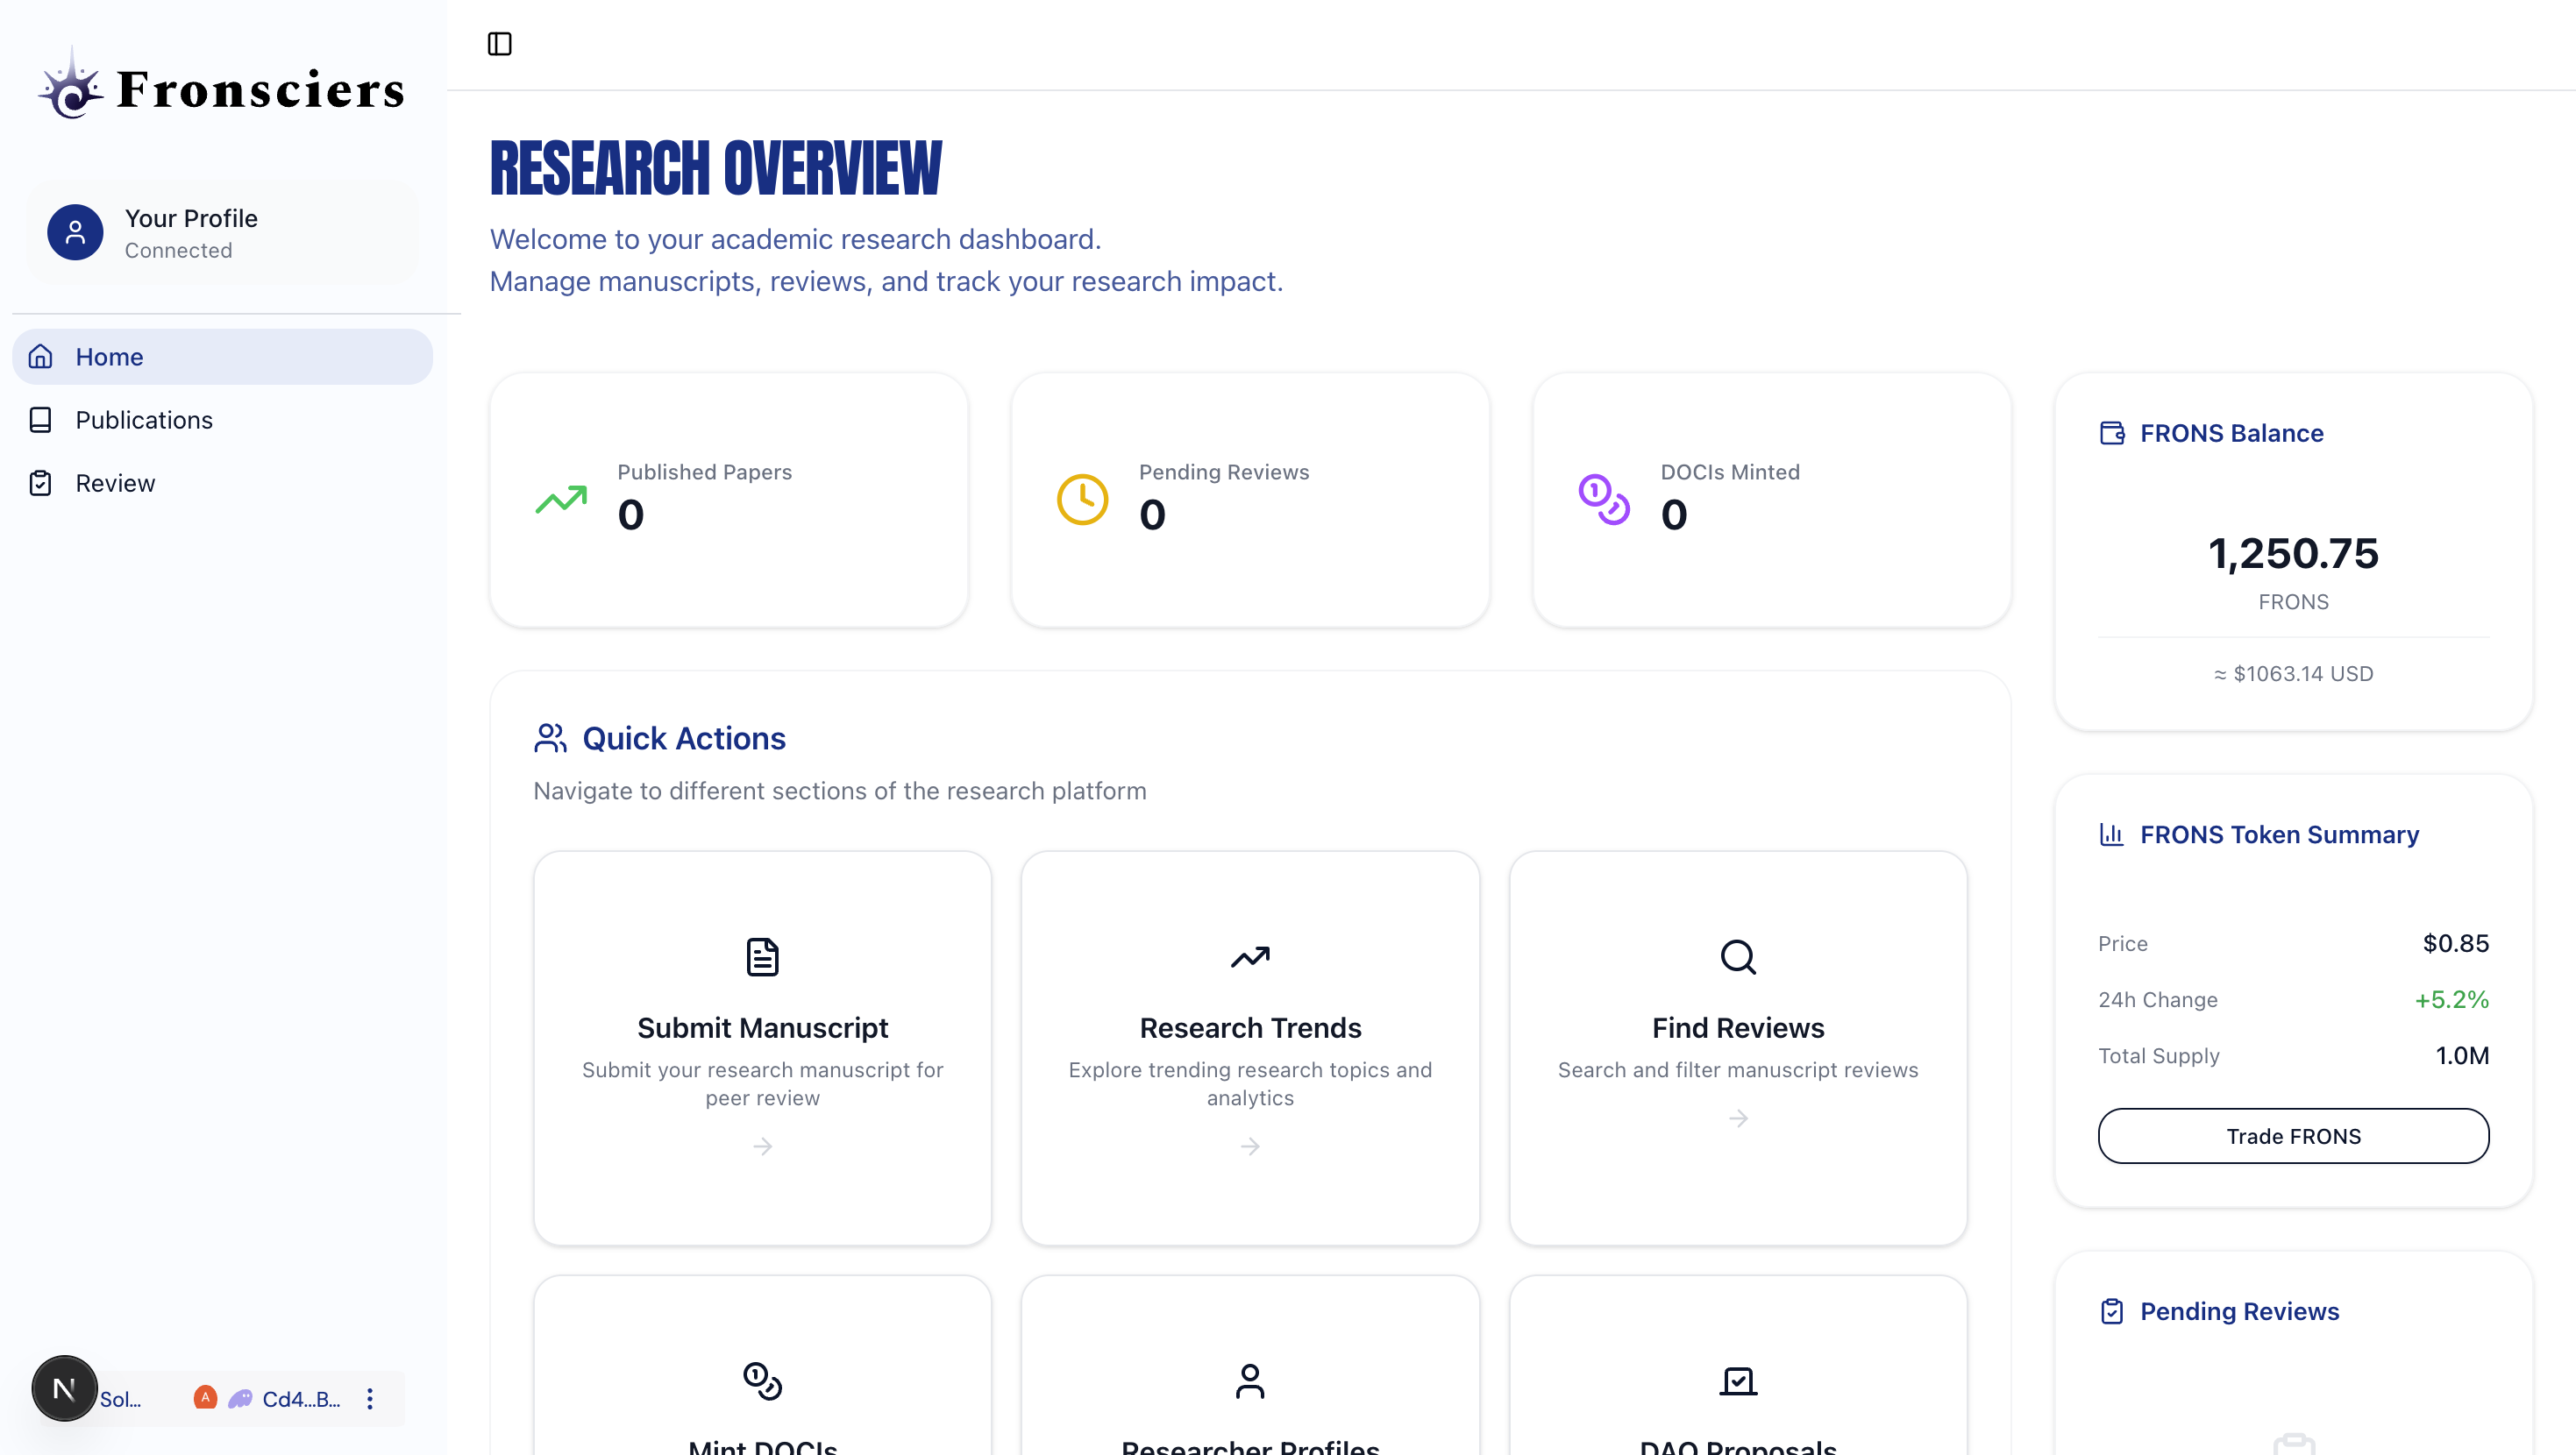 Fronsciers
Your Profile
Connected
Home
Publications
Review
N
Sol...
A
Cd4...B...
RESEARCH OVERVIEW
Welcome to your academic research dashboard.
Manage manuscripts, reviews, and track your research impact.
Published Papers
0
Pending Reviews
0
DOCIs Minted
0
Quick Actions
Navigate to different sections of the research platform
Submit Manuscript
Submit your research manuscript for
peer review
Research Trends
Explore trending research topics and
analytics
Find Reviews
Search and filter manuscript reviews
Mint DOCIs
Researcher Profiles
DAO Proposals
FRONS Balance
1,250.75
FRONS
≈ $1063.14 USD
FRONS Token Summary
Price $0.85
24h Change +5.2%
Total Supply 1.0M
Trade FRONS
Pending Reviews